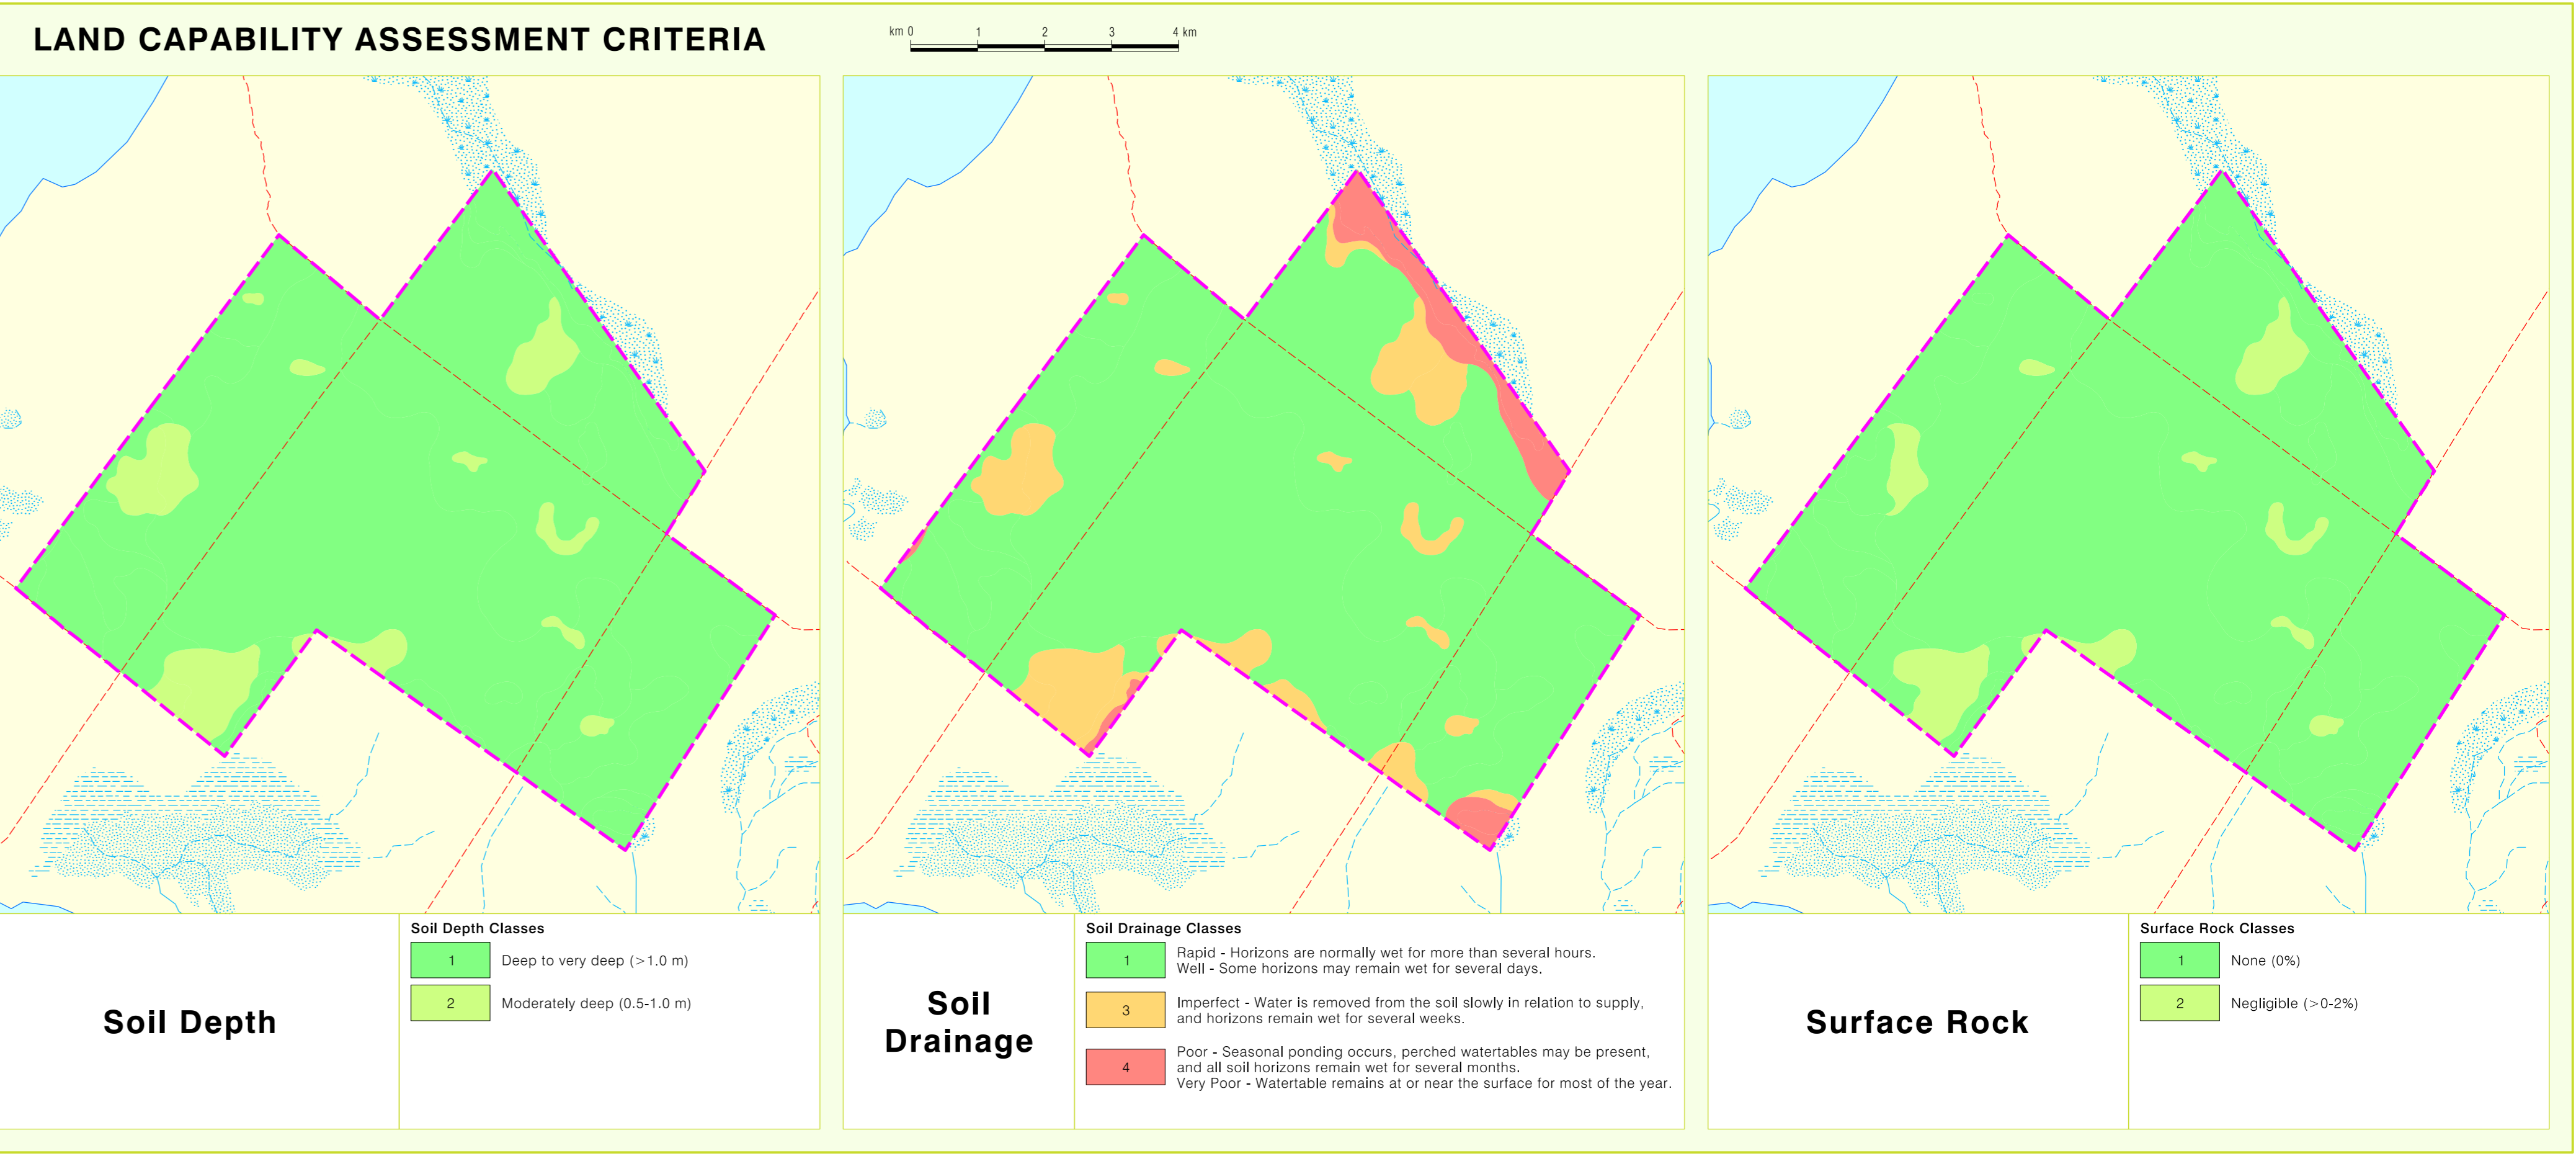 LAND CAPABILITY ASSESSMENT CRITERIA
km 0 1 2 3 4 km
Soil Depth
Soil Depth Classes
1 Deep to very deep (>1.0 m)
2 Moderately deep (0.5-1.0 m)
Soil
Drainage
Soil Drainage Classes
1 Rapid - Horizons are normally wet for more than several hours.
Well - Some horizons may remain wet for several days.
3 Imperfect - Water is removed from the soil slowly in relation to supply,
and horizons remain wet for several weeks.
4 Poor - Seasonal ponding occurs, perched watertables may be present,
and all soil horizons remain wet for several months.
Very Poor - Watertable remains at or near the surface for most of the year.
Surface Rock
Surface Rock Classes
1 None (0%)
2 Negligible (>0-2%)